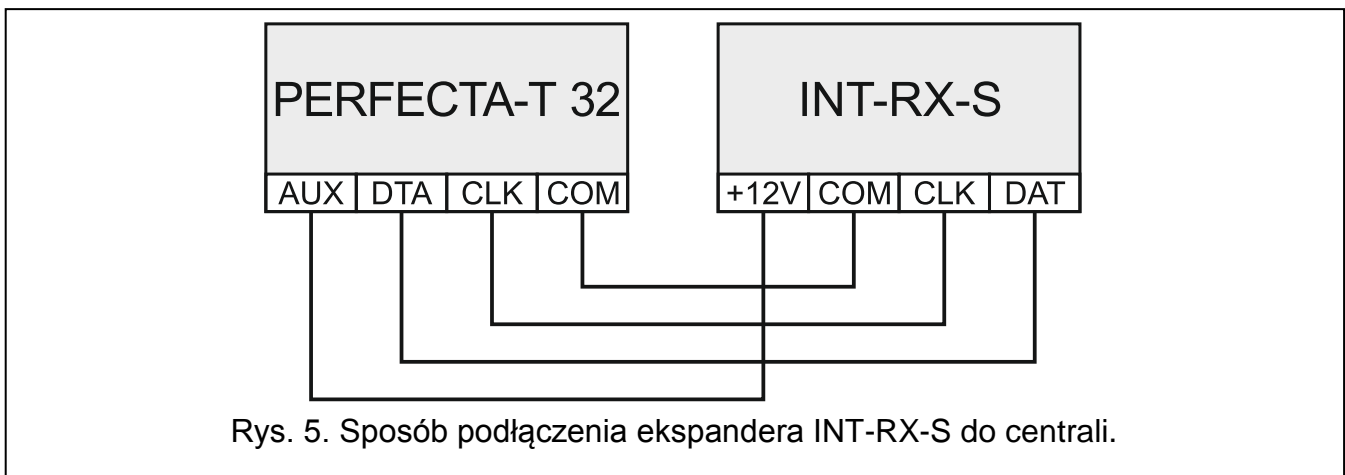 PERFECTA-T 32 INT-RX-S
AUX DTA CLK COM +12V COM CLK DAT
Rys. 5. Sposób podłączenia ekspandera INT-RX-S do centrali.